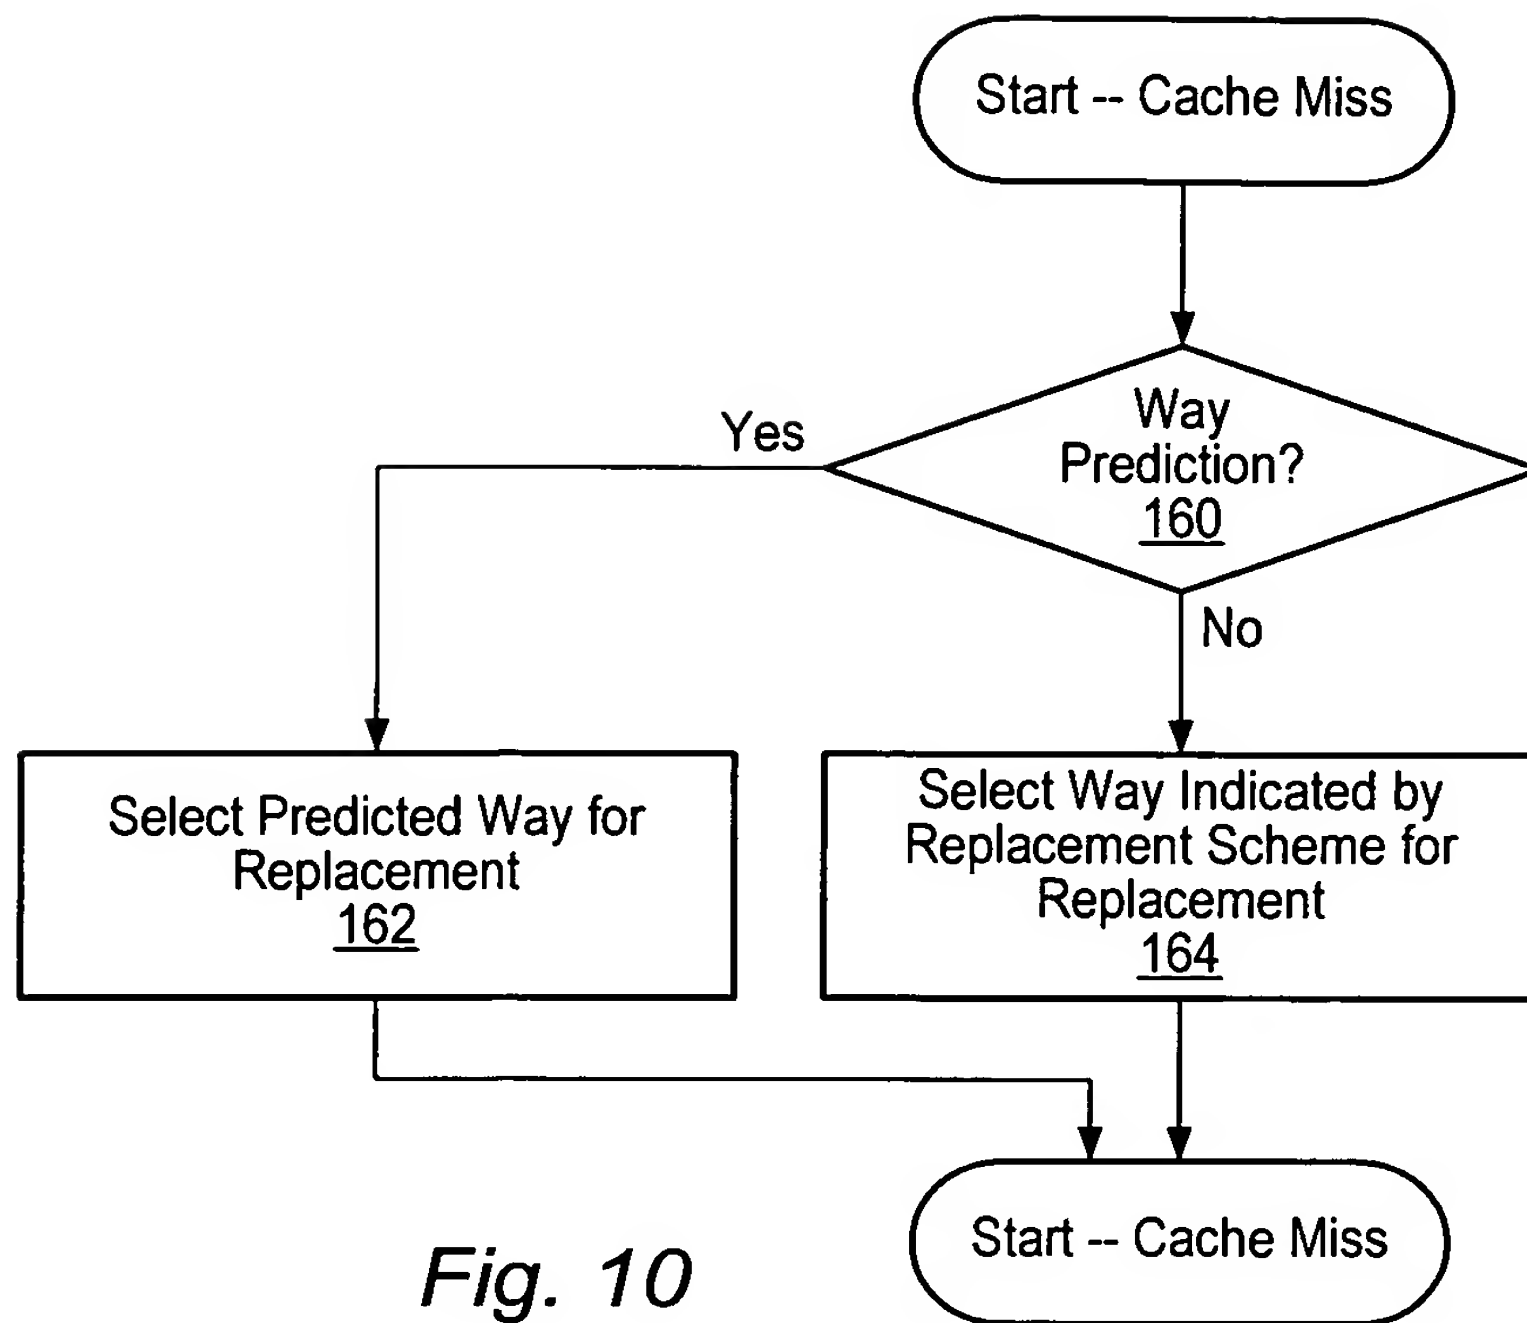 Start -- Cache Miss
Way
Prediction?
160
Yes
No
Select Predicted Way for
Replacement
162
Select Way Indicated by
Replacement Scheme for
Replacement
164
Start -- Cache Miss
Fig. 10